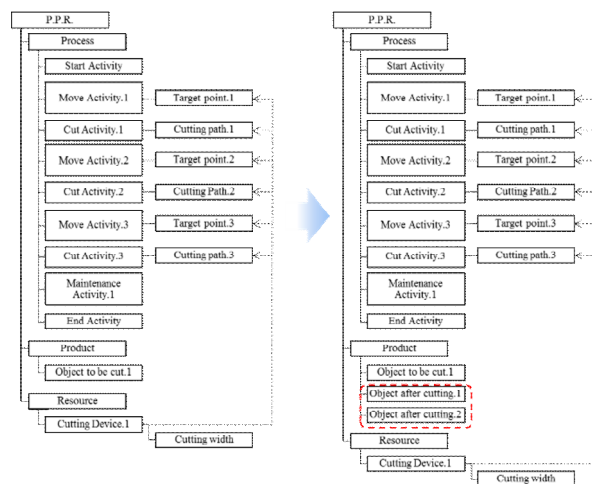 P.P.R.
Process
Start Activity
Move Activity.1
Target point.1
Cut Activity.1
Cutting path.1
Move Activity.2
Target point.2
Cut Activity.2
Cutting Path.2
Move Activity.3
Target point.3
Cut Activity.3
Cutting path.3
Maintenance
Activity.1
End Activity
Product
Object to be cut.1
Resource
Cutting Device.1
Cutting width
P.P.R.
Process
Start Activity
Move Activity.1
Target point.1
Cut Activity.1
Cutting path.1
Move Activity.2
Target point.2
Cut Activity.2
Cutting Path.2
Move Activity.3
Target point.3
Cut Activity.3
Cutting path.3
Maintenance
Activity.1
End Activity
Product
Object to be cut.1
Object after cutting.1
Object after cutting.2
Resource
Cutting Device.1
Cutting width